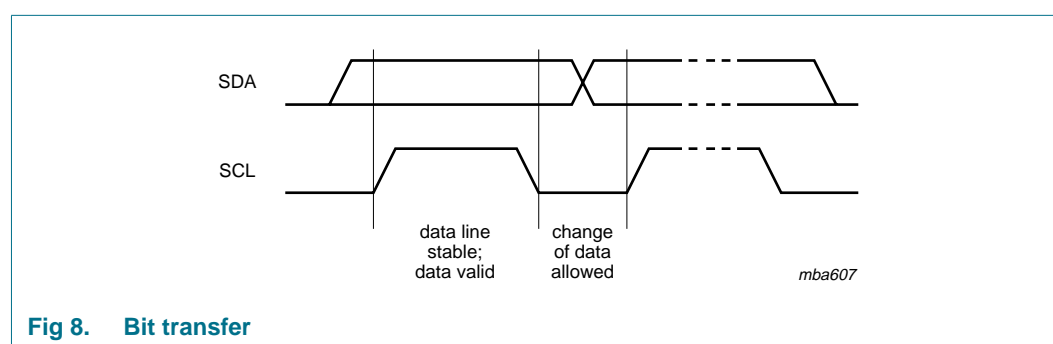 SDA
SCL
data line
stable;
data valid
change
of data
allowed
mba607
Fig 8. Bit transfer